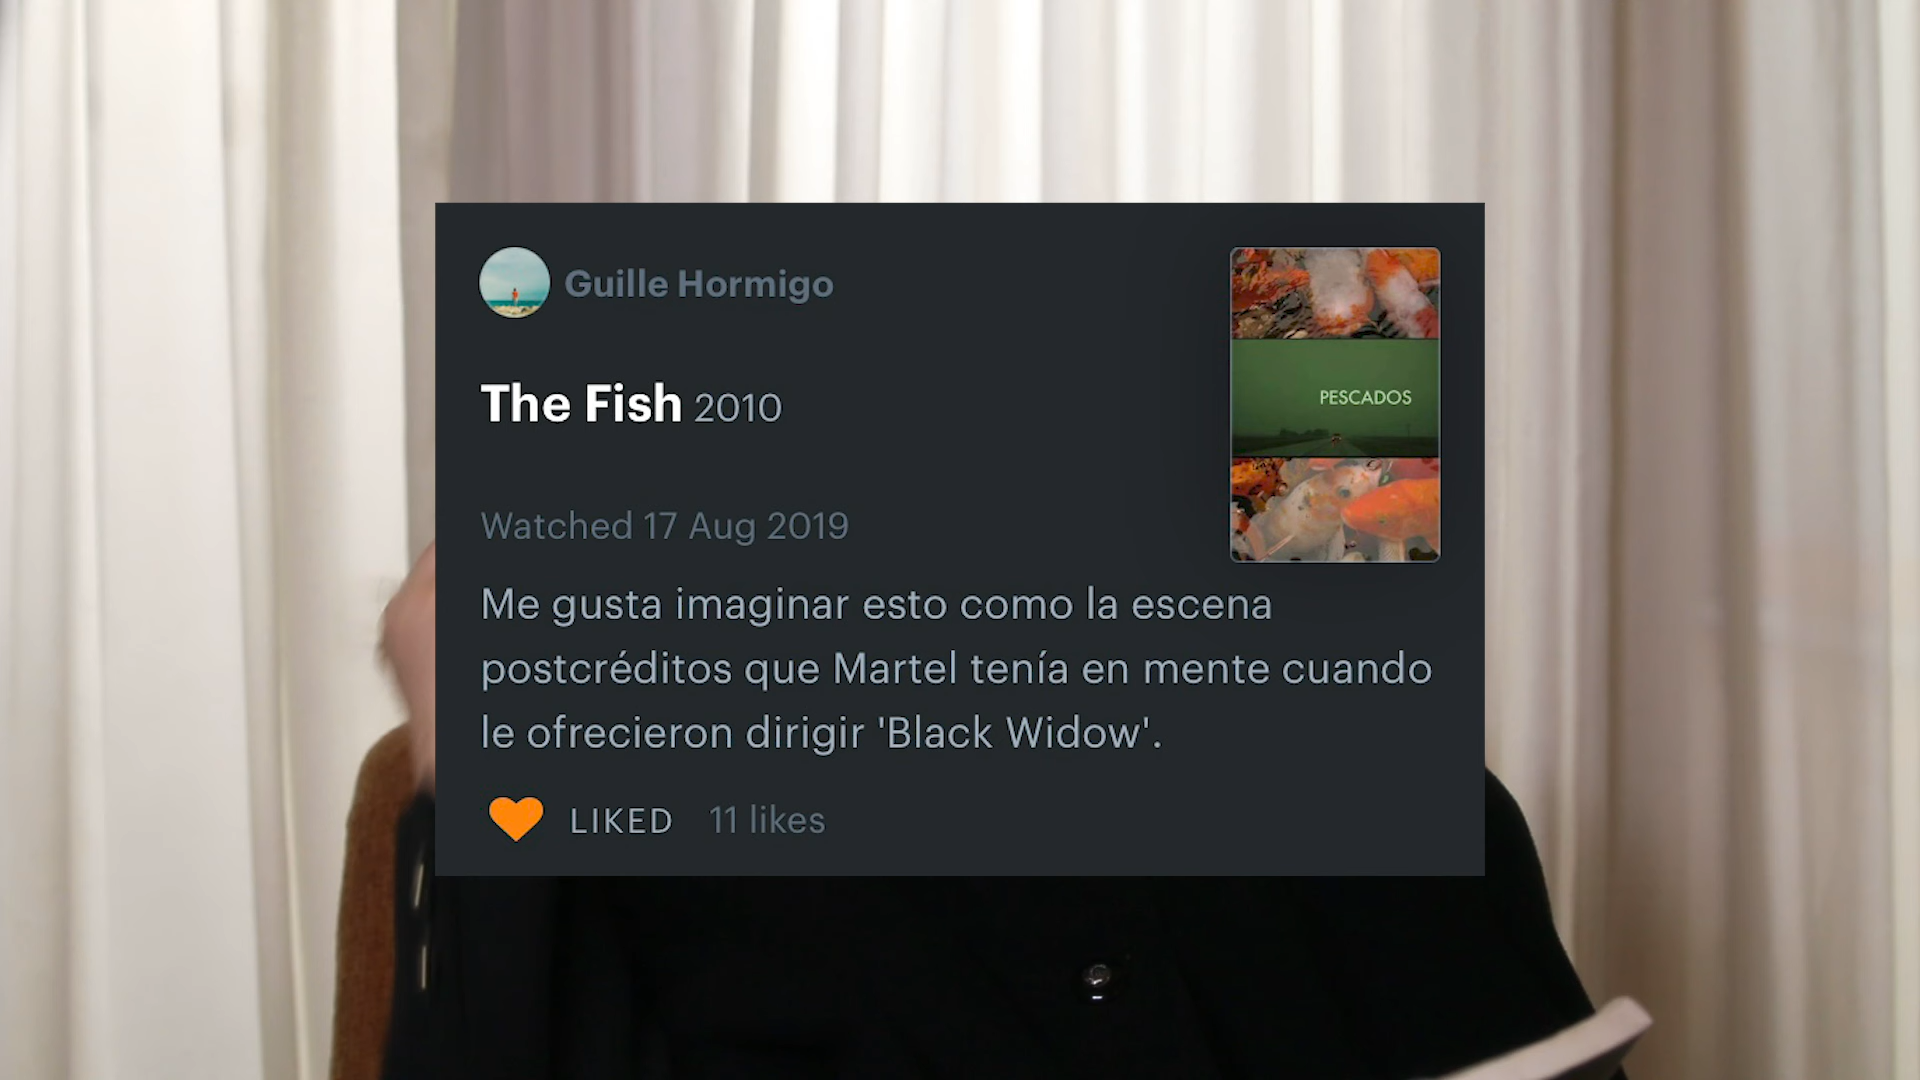 Guille Hormigo
The Fish 2010
PESCADOS
Watched 17 Aug 2019
Me gusta imaginar esto como la escena
postcréditos que Martel tenía en mente cuando
le ofrecieron dirigir 'Black Widow'.
LIKED 11 likes